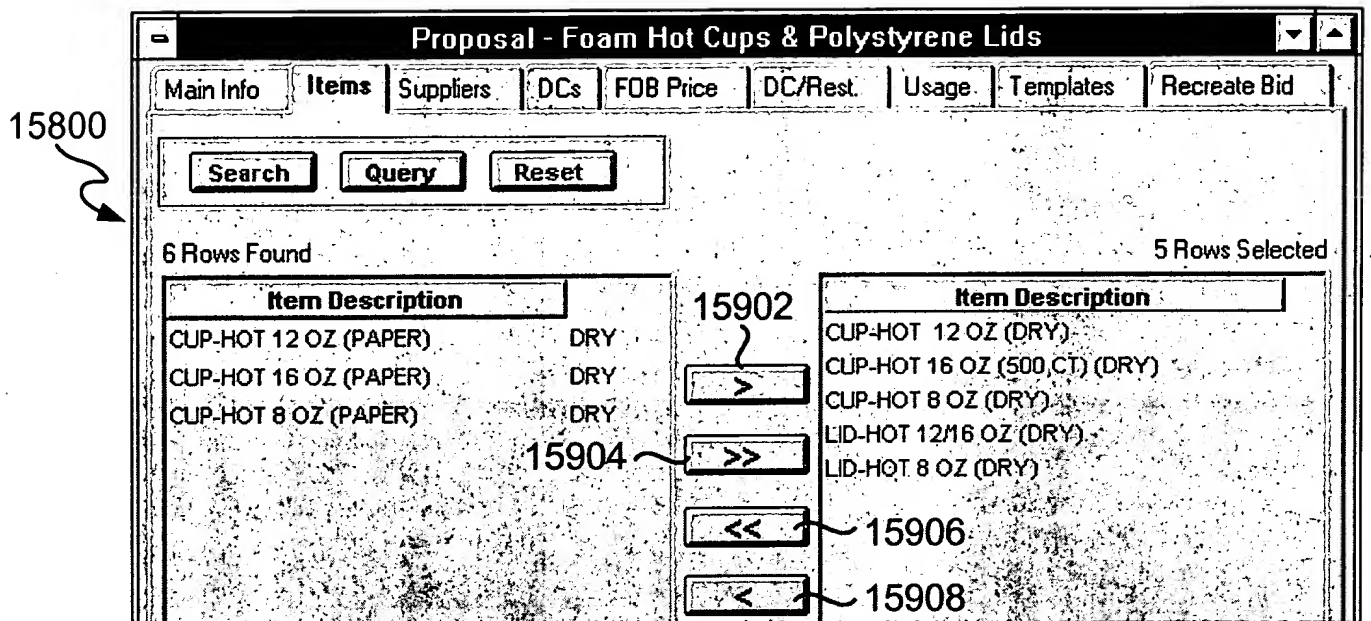 Proposal - Foam Hot Cups & Polystyrene Lids
Main Info Items Suppliers DCs FOB Price DC/Rest. Usage Templates Recreate Bid
15800
Search Query Reset
6 Rows Found 5 Rows Selected
Item Description 15902 Item Description
CUP-HOT 12 OZ (PAPER) DRY CUP-HOT 12 OZ (DRY)
CUP-HOT 16 OZ (PAPER) DRY > CUP-HOT 16 OZ (500 CT) (DRY)
CUP-HOT 8 OZ (PAPER) DRY CUP-HOT 8 OZ (DRY)
15904 >> LID-HOT 12/16 OZ (DRY)
LID-HOT 8 OZ (DRY)
<< 15906
< 15908